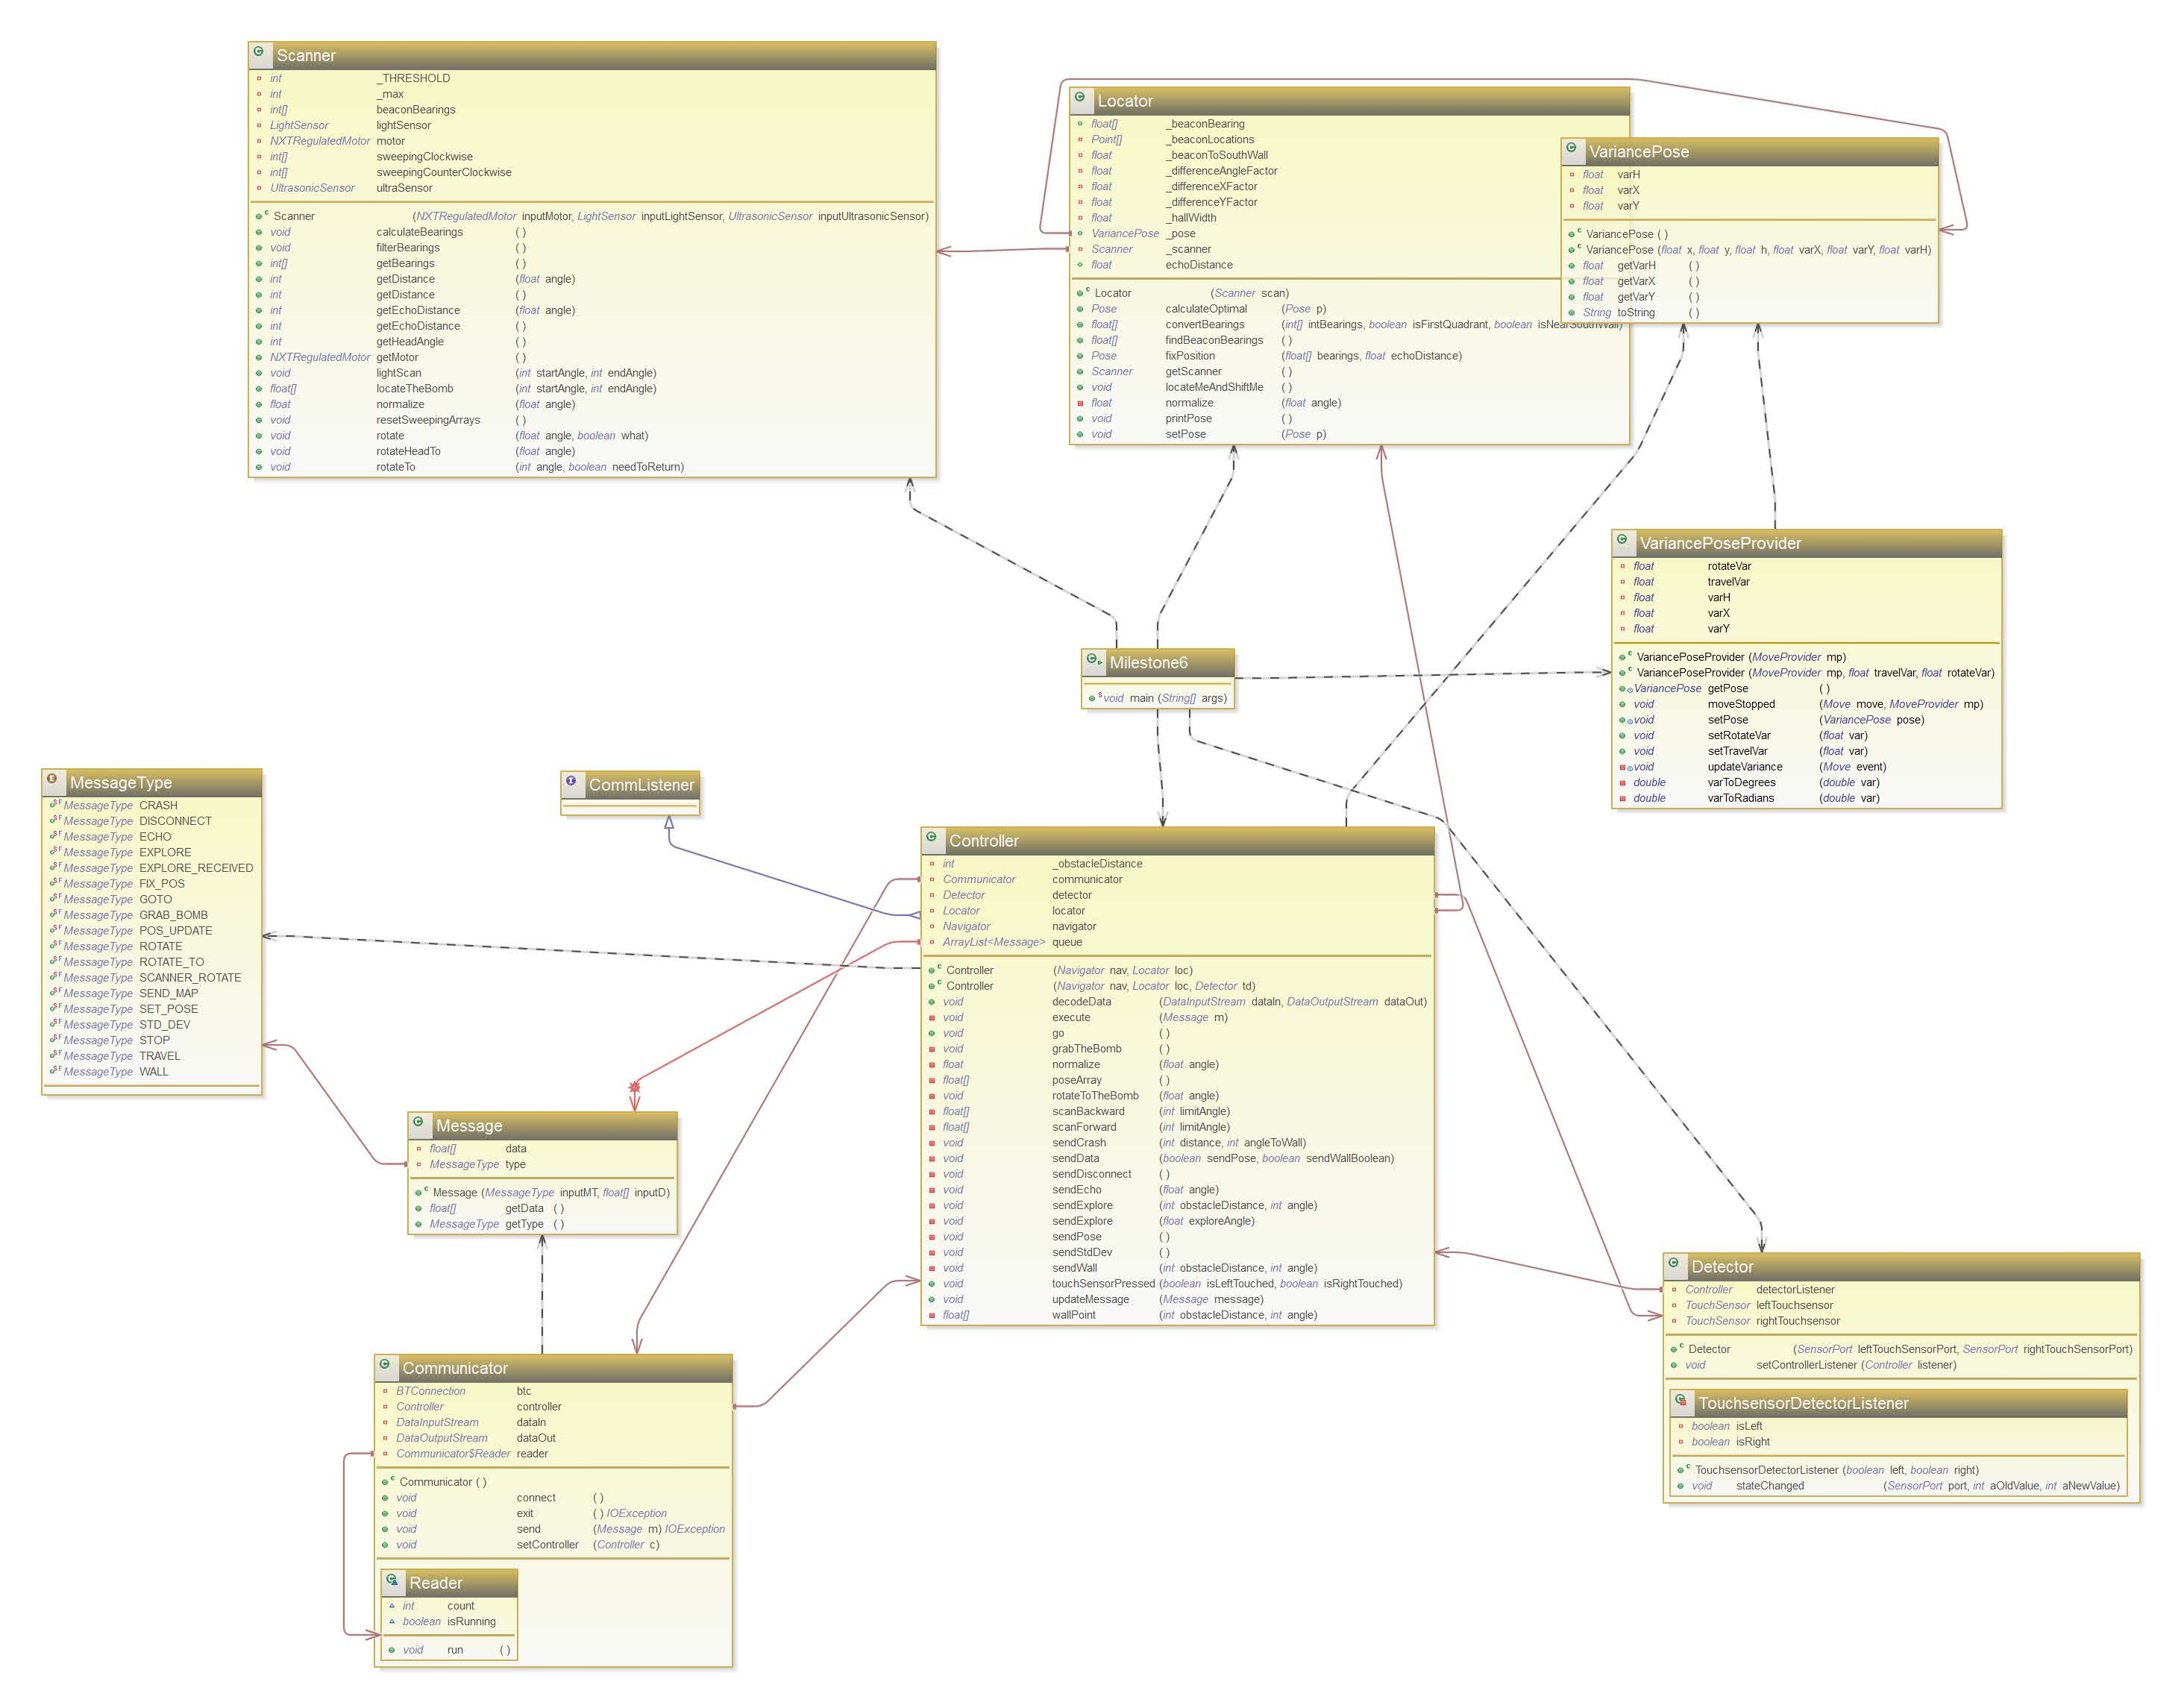 Scanner
int _THRESHOLD
int _max
int[] beaconBearings
LightSensor lightSensor
NXTRegulatedMotor motor
int[] sweepingClockwise
int[] sweepingCounterClockwise
UltrasonicSensor ultraSensor
Scanner (NXTRegulatedMotor inputMotor, LightSensor inputLightSensor, UltrasonicSensor inputUltrasonicSensor)
void calculateBearings ( )
void filterBearings ( )
int[] getBearings ( )
int getDistance (float angle)
int getDistance ( )
int getEchoDistance (float angle)
int getEchoDistance ( )
int getHeadAngle ( )
NXTRegulatedMotor getMotor ( )
void lightScan (int startAngle, int endAngle)
float[] locateTheBomb (int startAngle, int endAngle)
float normalize (float angle)
void resetSweepingArrays ( )
void rotate (float angle, boolean what)
void rotateHeadTo (float angle)
void rotateTo (int angle, boolean needToReturn)
Locator
float[] _beaconBearing
Point[] _beaconLocations
float _beaconToSouthWall
float _differenceAngleFactor
float _differenceXFactor
float _differenceYFactor
float _hallWidth
VariancePose _pose
Scanner _scanner
float echoDistance
Locator (Scanner scan)
Pose calculateOptimal (Pose p)
float[] convertBearings (int[] intBearings, boolean isFirstQuadrant, boolean isNearSouthWall)
float[] findBeaconBearings ( )
Pose fixPosition (float[] bearings, float echoDistance)
Scanner getScanner ( )
void locateMeAndShiftMe ( )
float normalize (float angle)
void printPose ( )
void setPose (Pose p)
VariancePose
float varH
float varX
float varY
VariancePose ( )
VariancePose (float x, float y, float h, float varX, float varY, float varH)
float getVarH ( )
float getVarX ( )
float getVarY ( )
String toString ( )
VariancePoseProvider
float rotateVar
float travelVar
float varH
float varX
float varY
VariancePoseProvider (MoveProvider mp)
VariancePoseProvider (MoveProvider mp, float travelVar, float rotateVar)
VariancePose getPose ( )
void moveStopped (Move move, MoveProvider mp)
void setPose (VariancePose pose)
void setRotateVar (float var)
void setTravelVar (float var)
void updateVariance (Move event)
double varToDegrees (double var)
double varToRadians (double var)
Milestone6
void main (String[] args)
MessageType
MessageType CRASH
MessageType DISCONNECT
MessageType ECHO
MessageType EXPLORE
MessageType EXPLORE_RECEIVED
MessageType FIX_POS
MessageType GOTO
MessageType GRAB_BOMB
MessageType POS_UPDATE
MessageType ROTATE
MessageType ROTATE_TO
MessageType SCANNER_ROTATE
MessageType SEND_MAP
MessageType SET_POSE
MessageType STD_DEV
MessageType STOP
MessageType TRAVEL
MessageType WALL
CommListener
Controller
int _obstacleDistance
Communicator communicator
Detector detector
Locator locator
Navigator navigator
ArrayList<Message> queue
Controller (Navigator nav, Locator loc)
Controller (Navigator nav, Locator loc, Detector td)
void decodeData (DataInputStream dataIn, DataOutputStream dataOut)
void execute (Message m)
void go ( )
void grabTheBomb ( )
float normalize (float angle)
float[] poseArray ( )
void rotateToTheBomb (float angle)
float[] scanBackward (int limitAngle)
float[] scanForward (int limitAngle)
void sendCrash (int distance, int angleToWall)
void sendData (boolean sendPose, boolean sendWallBoolean)
void sendDisconnect ( )
void sendEcho (float angle)
void sendExplore (int obstacleDistance, int angle)
void sendExplore (float exploreAngle)
void sendPose ( )
void sendStdDev ( )
void sendWall (int obstacleDistance, int angle)
void touchSensorPressed (boolean isLeftTouched, boolean isRightTouched)
void updateMessage (Message message)
float[] wallPoint (int obstacleDistance, int angle)
Message
float[] data
MessageType type
Message (MessageType inputMT, float[] inputD)
float[] getData ( )
MessageType getType ( )
Detector
Controller detectorListener
TouchSensor leftTouchsensor
TouchSensor rightTouchsensor
Detector (SensorPort leftTouchSensorPort, SensorPort rightTouchSensorPort)
void setControllerListener (Controller listener)
TouchsensorDetectorListener
boolean isLeft
boolean isRight
TouchsensorDetectorListener (boolean left, boolean right)
void stateChanged (SensorPort port, int aOldValue, int aNewValue)
Communicator
BTConnection btc
Controller controller
DataInputStream dataIn
DataOutputStream dataOut
Communicator$Reader reader
Communicator ( )
void connect ( )
void exit ( ) IOException
void send (Message m) IOException
void setController (Controller c)
Reader
int count
boolean isRunning
void run ( )